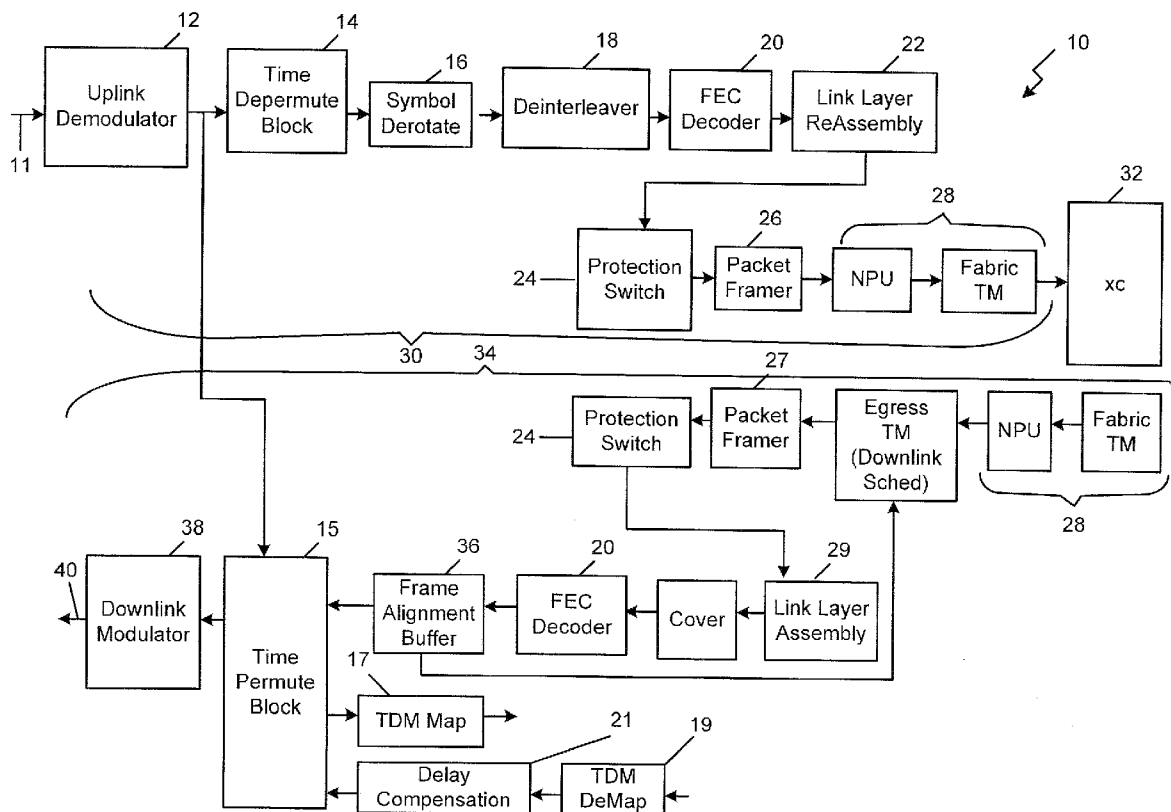 12
14
16
18
20
22
10
Uplink
Demodulator
Time
Depermute
Block
Symbol
Derotate
Deinterleaver
FEC
Decoder
Link Layer
ReAssembly
11
32
28
26
24
Protection
Switch
Packet
Framer
NPU
Fabric
TM
xc
30
34
27
24
Protection
Switch
Packet
Framer
Egress
TM
(Downlink
Sched)
NPU
Fabric
TM
28
38
15
36
20
29
40
Downlink
Modulator
Time
Permute
Block
Frame
Alignment
Buffer
FEC
Decoder
Cover
Link Layer
Assembly
17
TDM Map
21
19
Delay
Compensation
TDM
DeMap